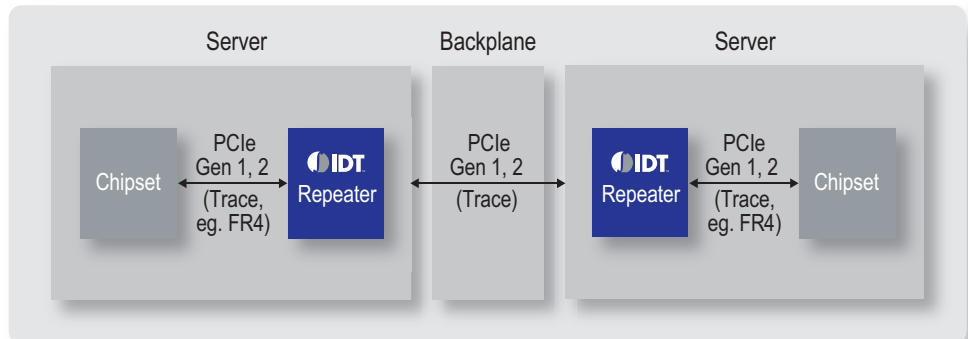 Server
Backplane
Server
Chipset
PCIe
Gen 1, 2
(Trace,
eg. FR4)
IDT
Repeater
PCIe
Gen 1, 2
(Trace)
IDT
Repeater
PCIe
Gen 1, 2
(Trace,
eg. FR4)
Chipset